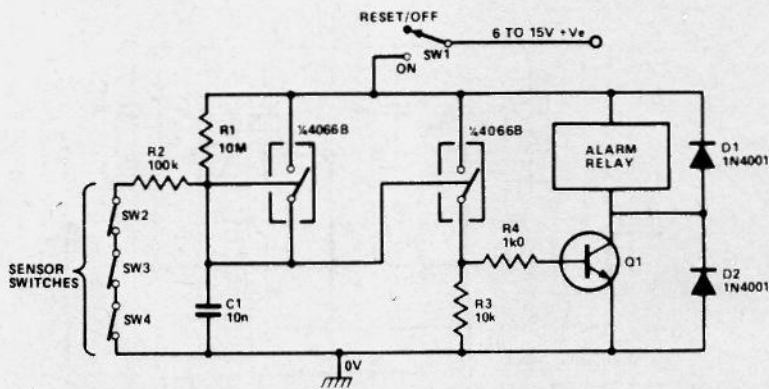 RESET/OFF
6 TO 15V +Ve
SW1
ON
R1
10M
¼4066B
¼4066B
R2
100k
ALARM
RELAY
D1
1N4001
SW2
R4
1k0
SENSOR
SWITCHES
SW3
Q1
D2
1N4001
C1
10n
R3
10k
SW4
0V